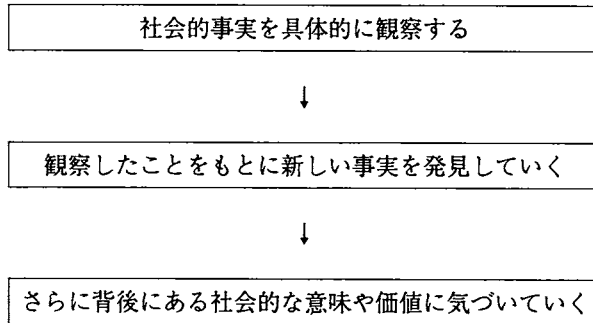 社会的事実を具体的に観察する
↓
観察したことをもとに新しい事実を発見していく
↓
さらに背後にある社会的な意味や価値に気づいていく